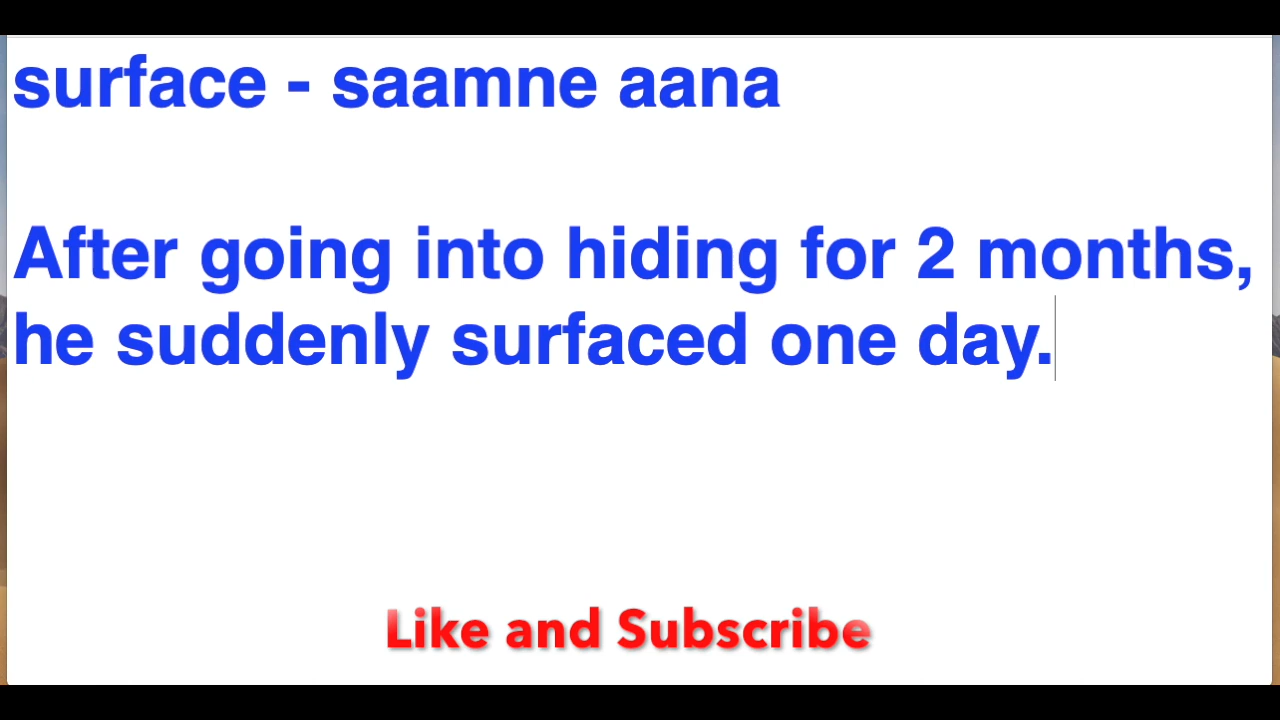 surface - saamne aana
After going into hiding for 2 months,
he suddenly surfaced one day.
Like and Subscribe